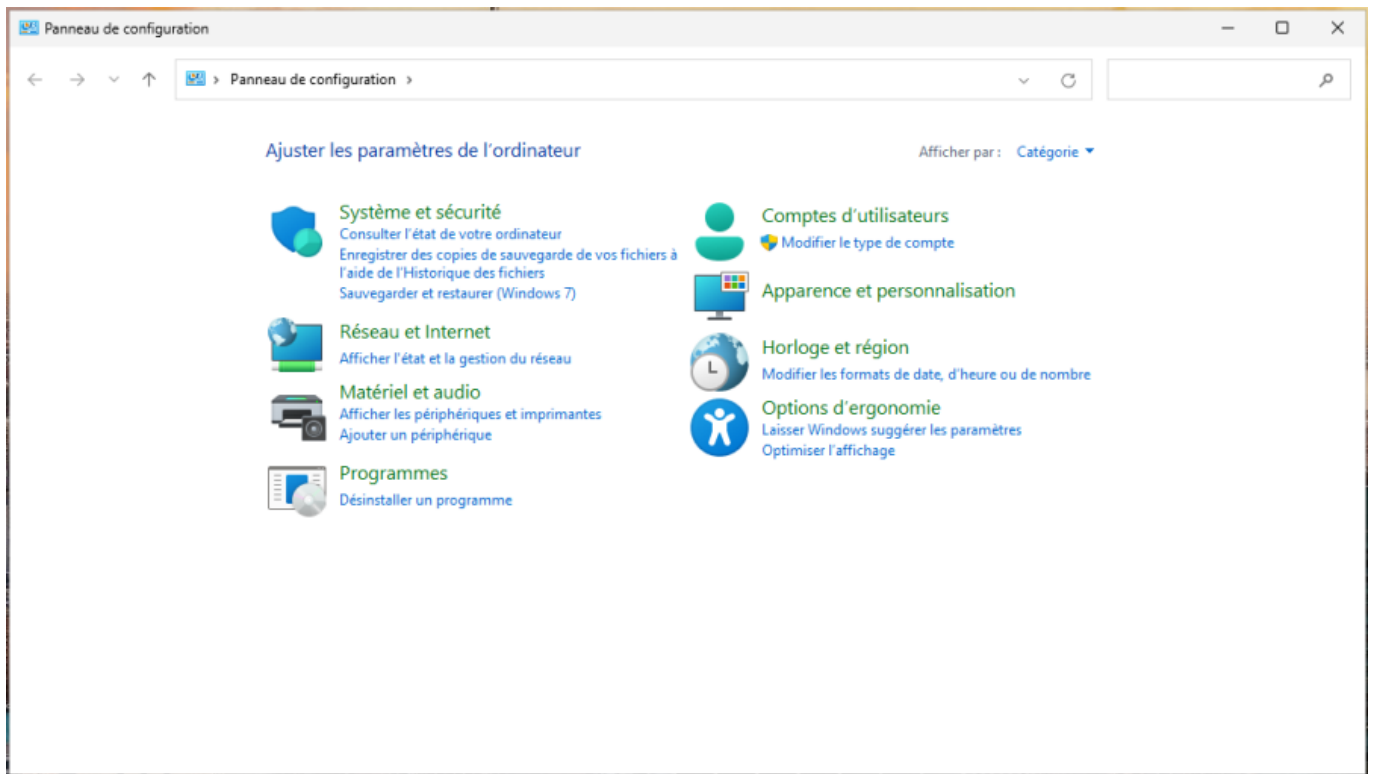 Panneau de configuration
Panneau de configuration
Ajuster les paramètres de l'ordinateur
Afficher par : Catégorie
Système et sécurité
Consulter l'état de votre ordinateur
Enregistrer des copies de sauvegarde de vos fichiers à
l'aide de l'Historique des fichiers
Sauvegarder et restaurer (Windows 7)
Réseau et Internet
Afficher l'état et la gestion du réseau
Matériel et audio
Afficher les périphériques et imprimantes
Ajouter un périphérique
Programmes
Désinstaller un programme
Comptes d'utilisateurs
Modifier le type de compte
Apparence et personnalisation
Horloge et région
Modifier les formats de date, d'heure ou de nombre
Options d'ergonomie
Laisser Windows suggérer les paramètres
Optimiser l'affichage